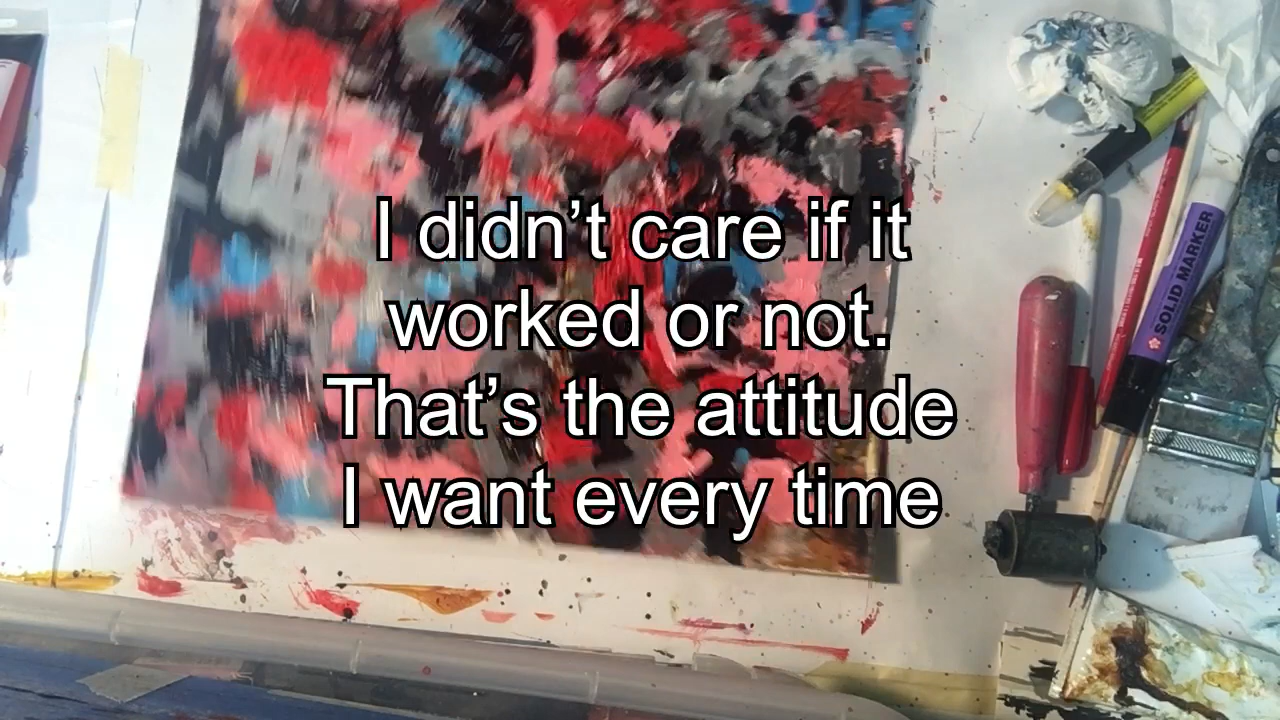 I didn’t care if it
worked or not.
That’s the attitude
I want every time
SOLID MARKER